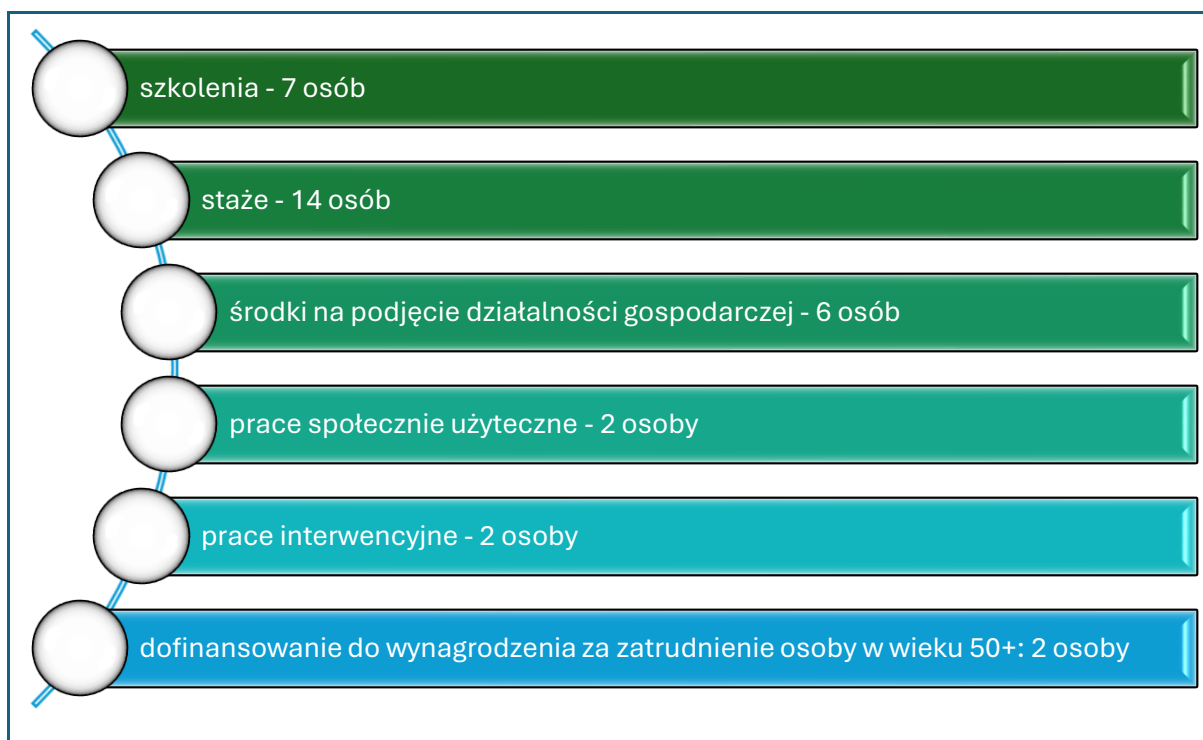 szkolenia - 7 osób
staże - 14 osób
środki na podjęcie działalności gospodarczej - 6 osób
prace społecznie użyteczne - 2 osoby
prace interwencyjne - 2 osoby
dofinansowanie do wynagrodzenia za zatrudnienie osoby w wieku 50+: 2 osoby